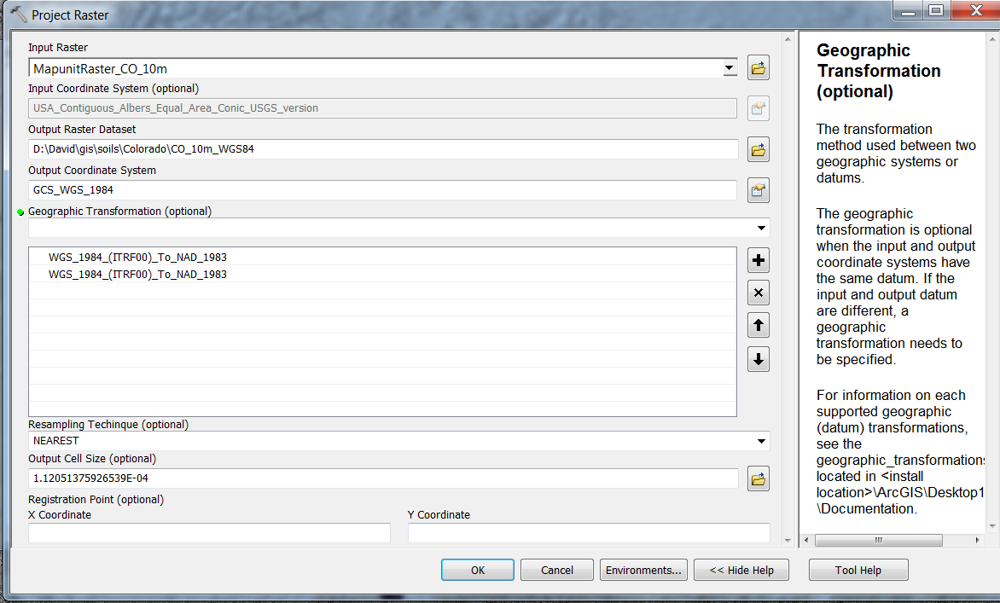 Project Raster
Input Raster
MapunitRaster_CO_10m
Input Coordinate System (optional)
USA_Contiguous_Albers_Equal_Area_Conic_USGS_version
Output Raster Dataset
D:\David\gis\soils\Colorado\CO_10m_WGS84
Output Coordinate System
GCS_WGS_1984
Geographic Transformation (optional)
WGS_1984_(ITRF00)_To_NAD_1983
WGS_1984_(ITRF00)_To_NAD_1983
Resampling Techinque (optional)
NEAREST
Output Cell Size (optional)
1.12051375926539E-04
Registration Point (optional)
X Coordinate
Y Coordinate
OK
Cancel
Environments...
<< Hide Help
Tool Help
Geographic
Transformation
(optional)
The transformation
method used between two
geographic systems or
datums.
The geographic
transformation is optional
when the input and output
coordinate systems have
the same datum. If the
input and output datum
are different, a
geographic
transformation needs to
be specified.
For information on each
supported geographic
(datum) transformations,
see the
geographic_transformations
located in <install
location>\ArcGIS\Desktop1
\Documentation.